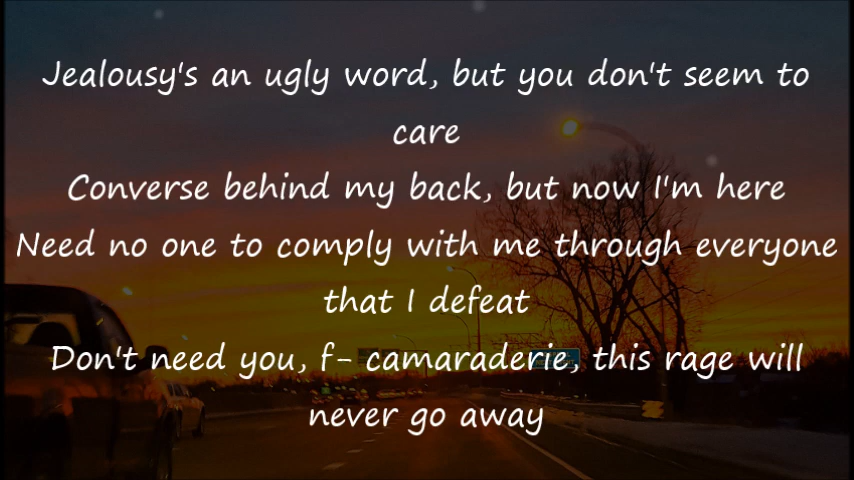 Jealousy's an ugly word, but you don't seem to
care
Converse behind my back, but now I'm here
Need no one to comply with me through everyone
that I defeat
Don't need you, f- camaraderie, this rage will
never go away